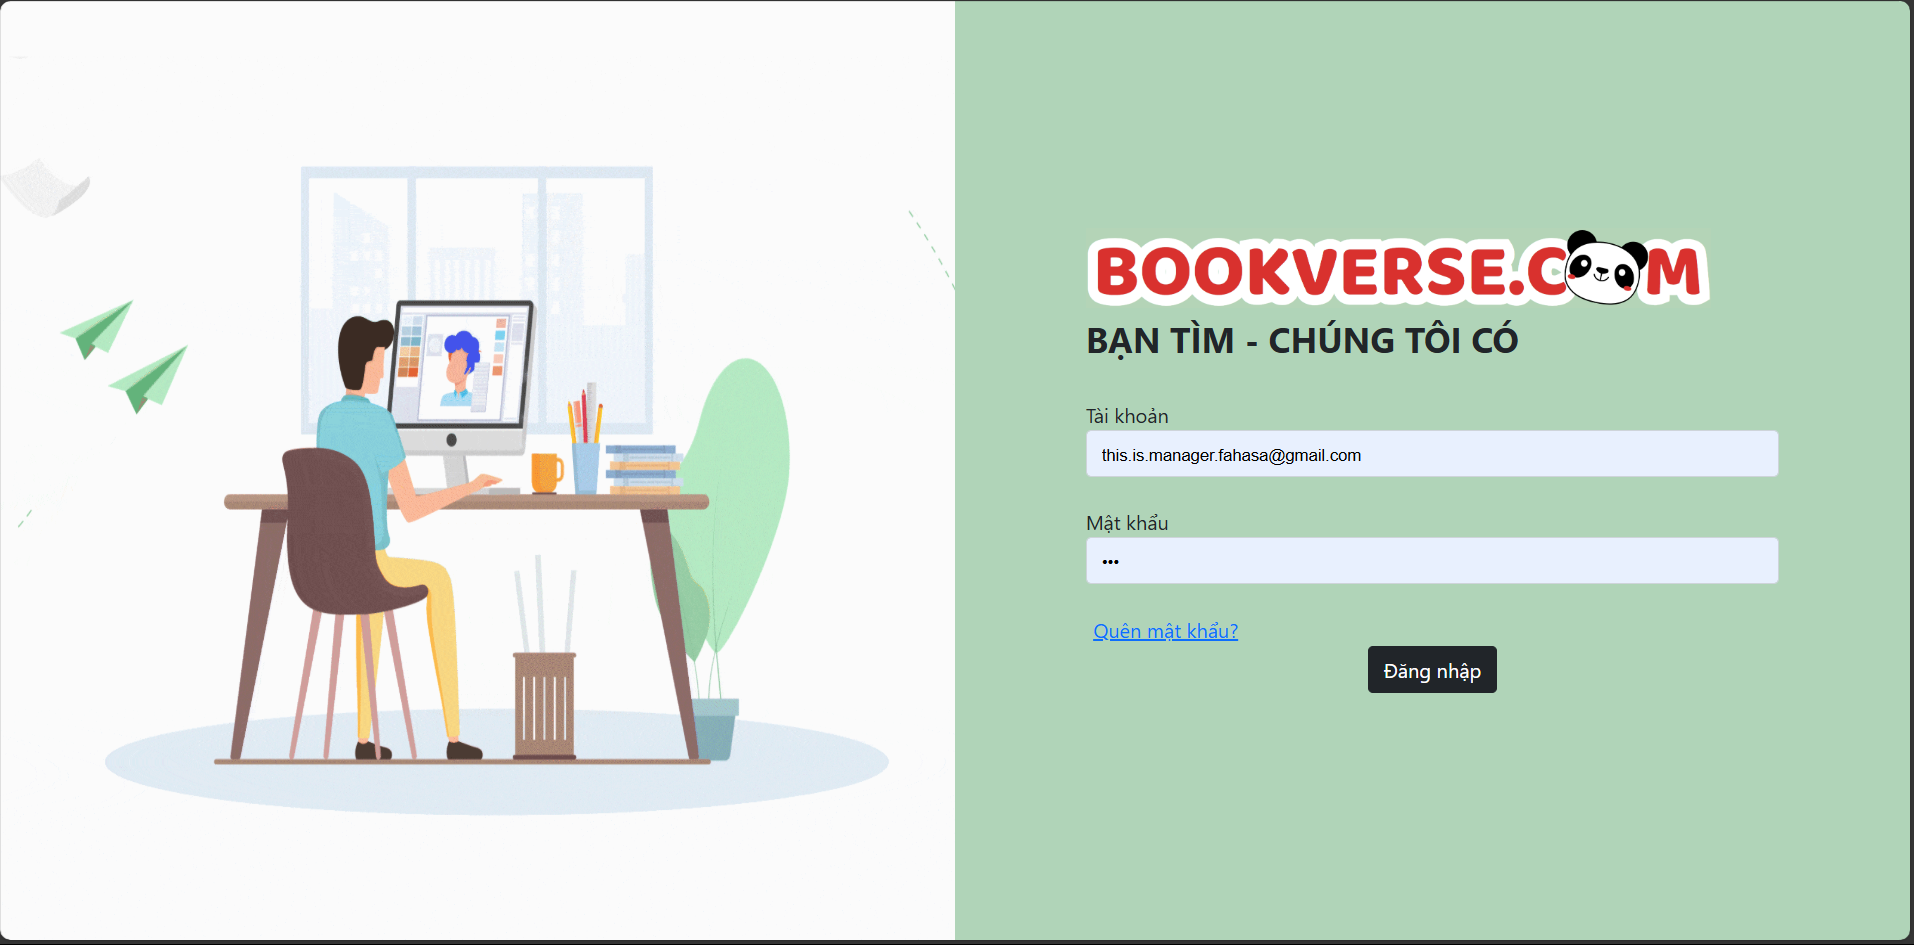 BOOKVERSE.COM
BẠN TÌM - CHÚNG TÔI CÓ
Tài khoản
this.is.manager.fahasa@gmail.com
Mật khẩu
•••
Quên mật khẩu?
Đăng nhập